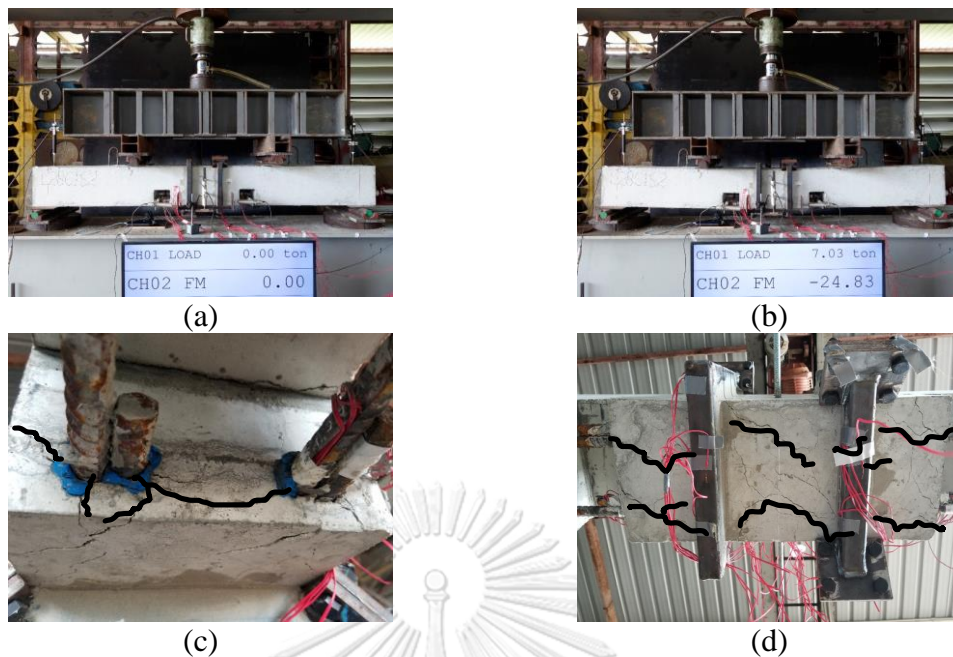 CH01 LOAD 0.00 ton
CH02 FM 0.00
CH01 LOAD 7.03 ton
CH02 FM -24.83
(a)
(b)
(c)
(d)